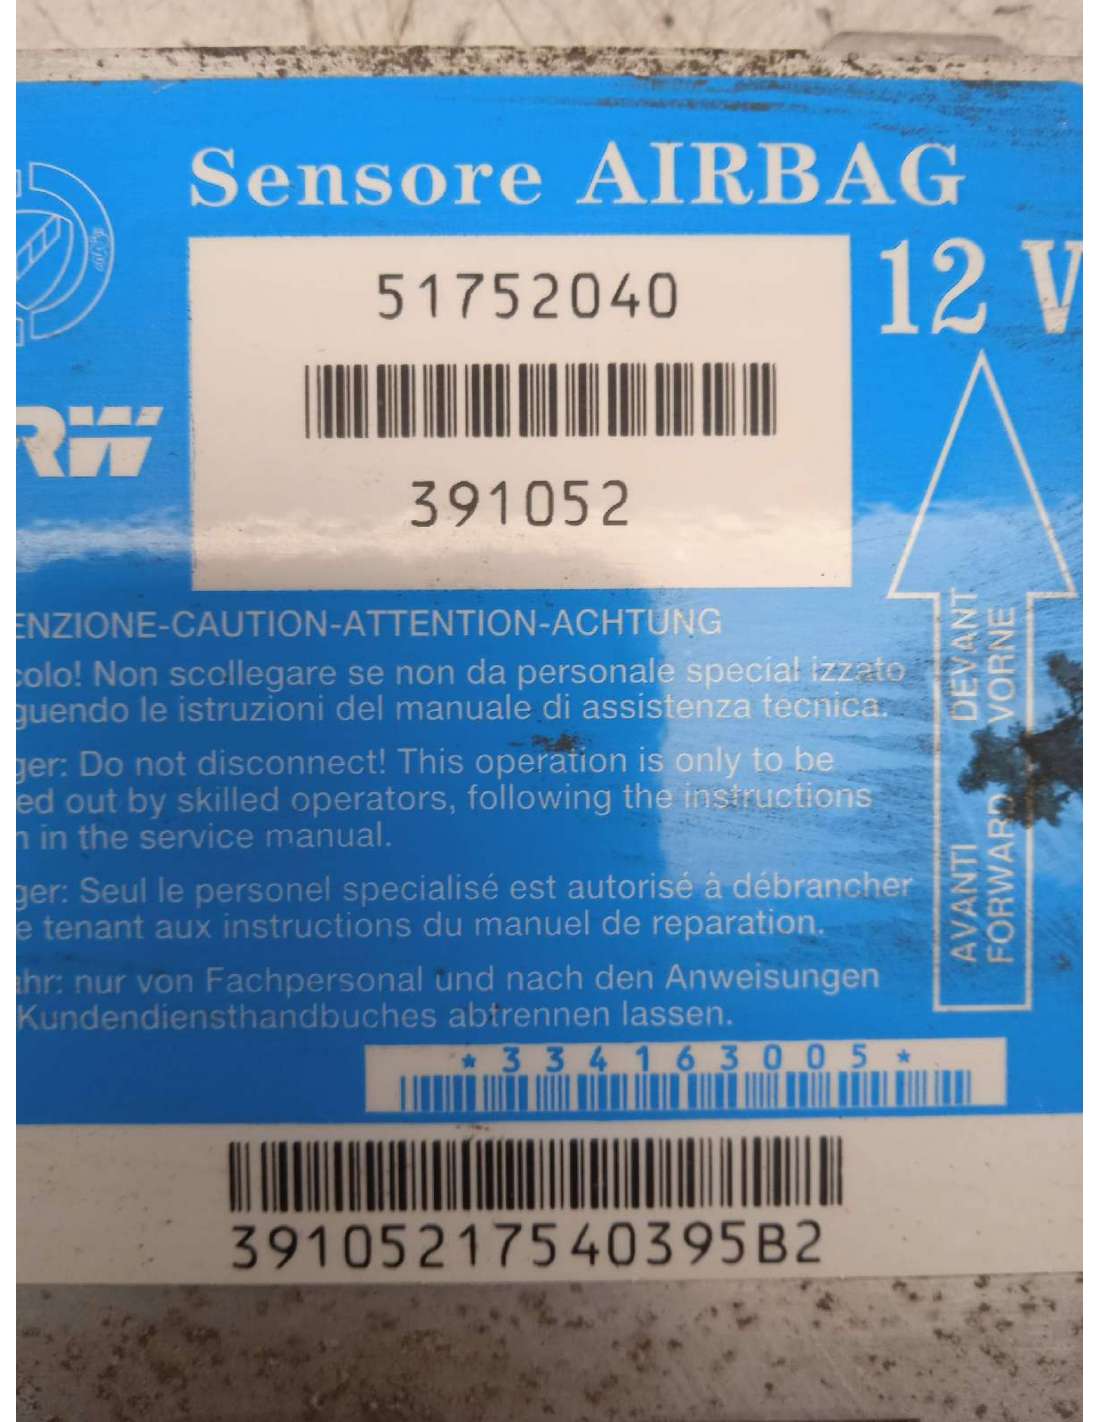 Sensore AIRBAG
12 V
51752040
RW
391052
ENZIONE-CAUTION-ATTENTION-ACHTUNG
colo! Non scollegare se non da personale special izzato
guendo le istruzioni del manuale di assistenza tecnica.
ger: Do not disconnect! This operation is only to be
ed out by skilled operators, following the instructions
n in the service manual.
ger: Seul le personel specialisé est autorisé à débrancher
e tenant aux instructions du manuel de reparation.
ahr: nur von Fachpersonal und nach den Anweisungen
Kundendiensthandbuches abtrennen lassen.
AVANTI DEVANT
FORWARD VORNE
*334163005*
39105217540395B2